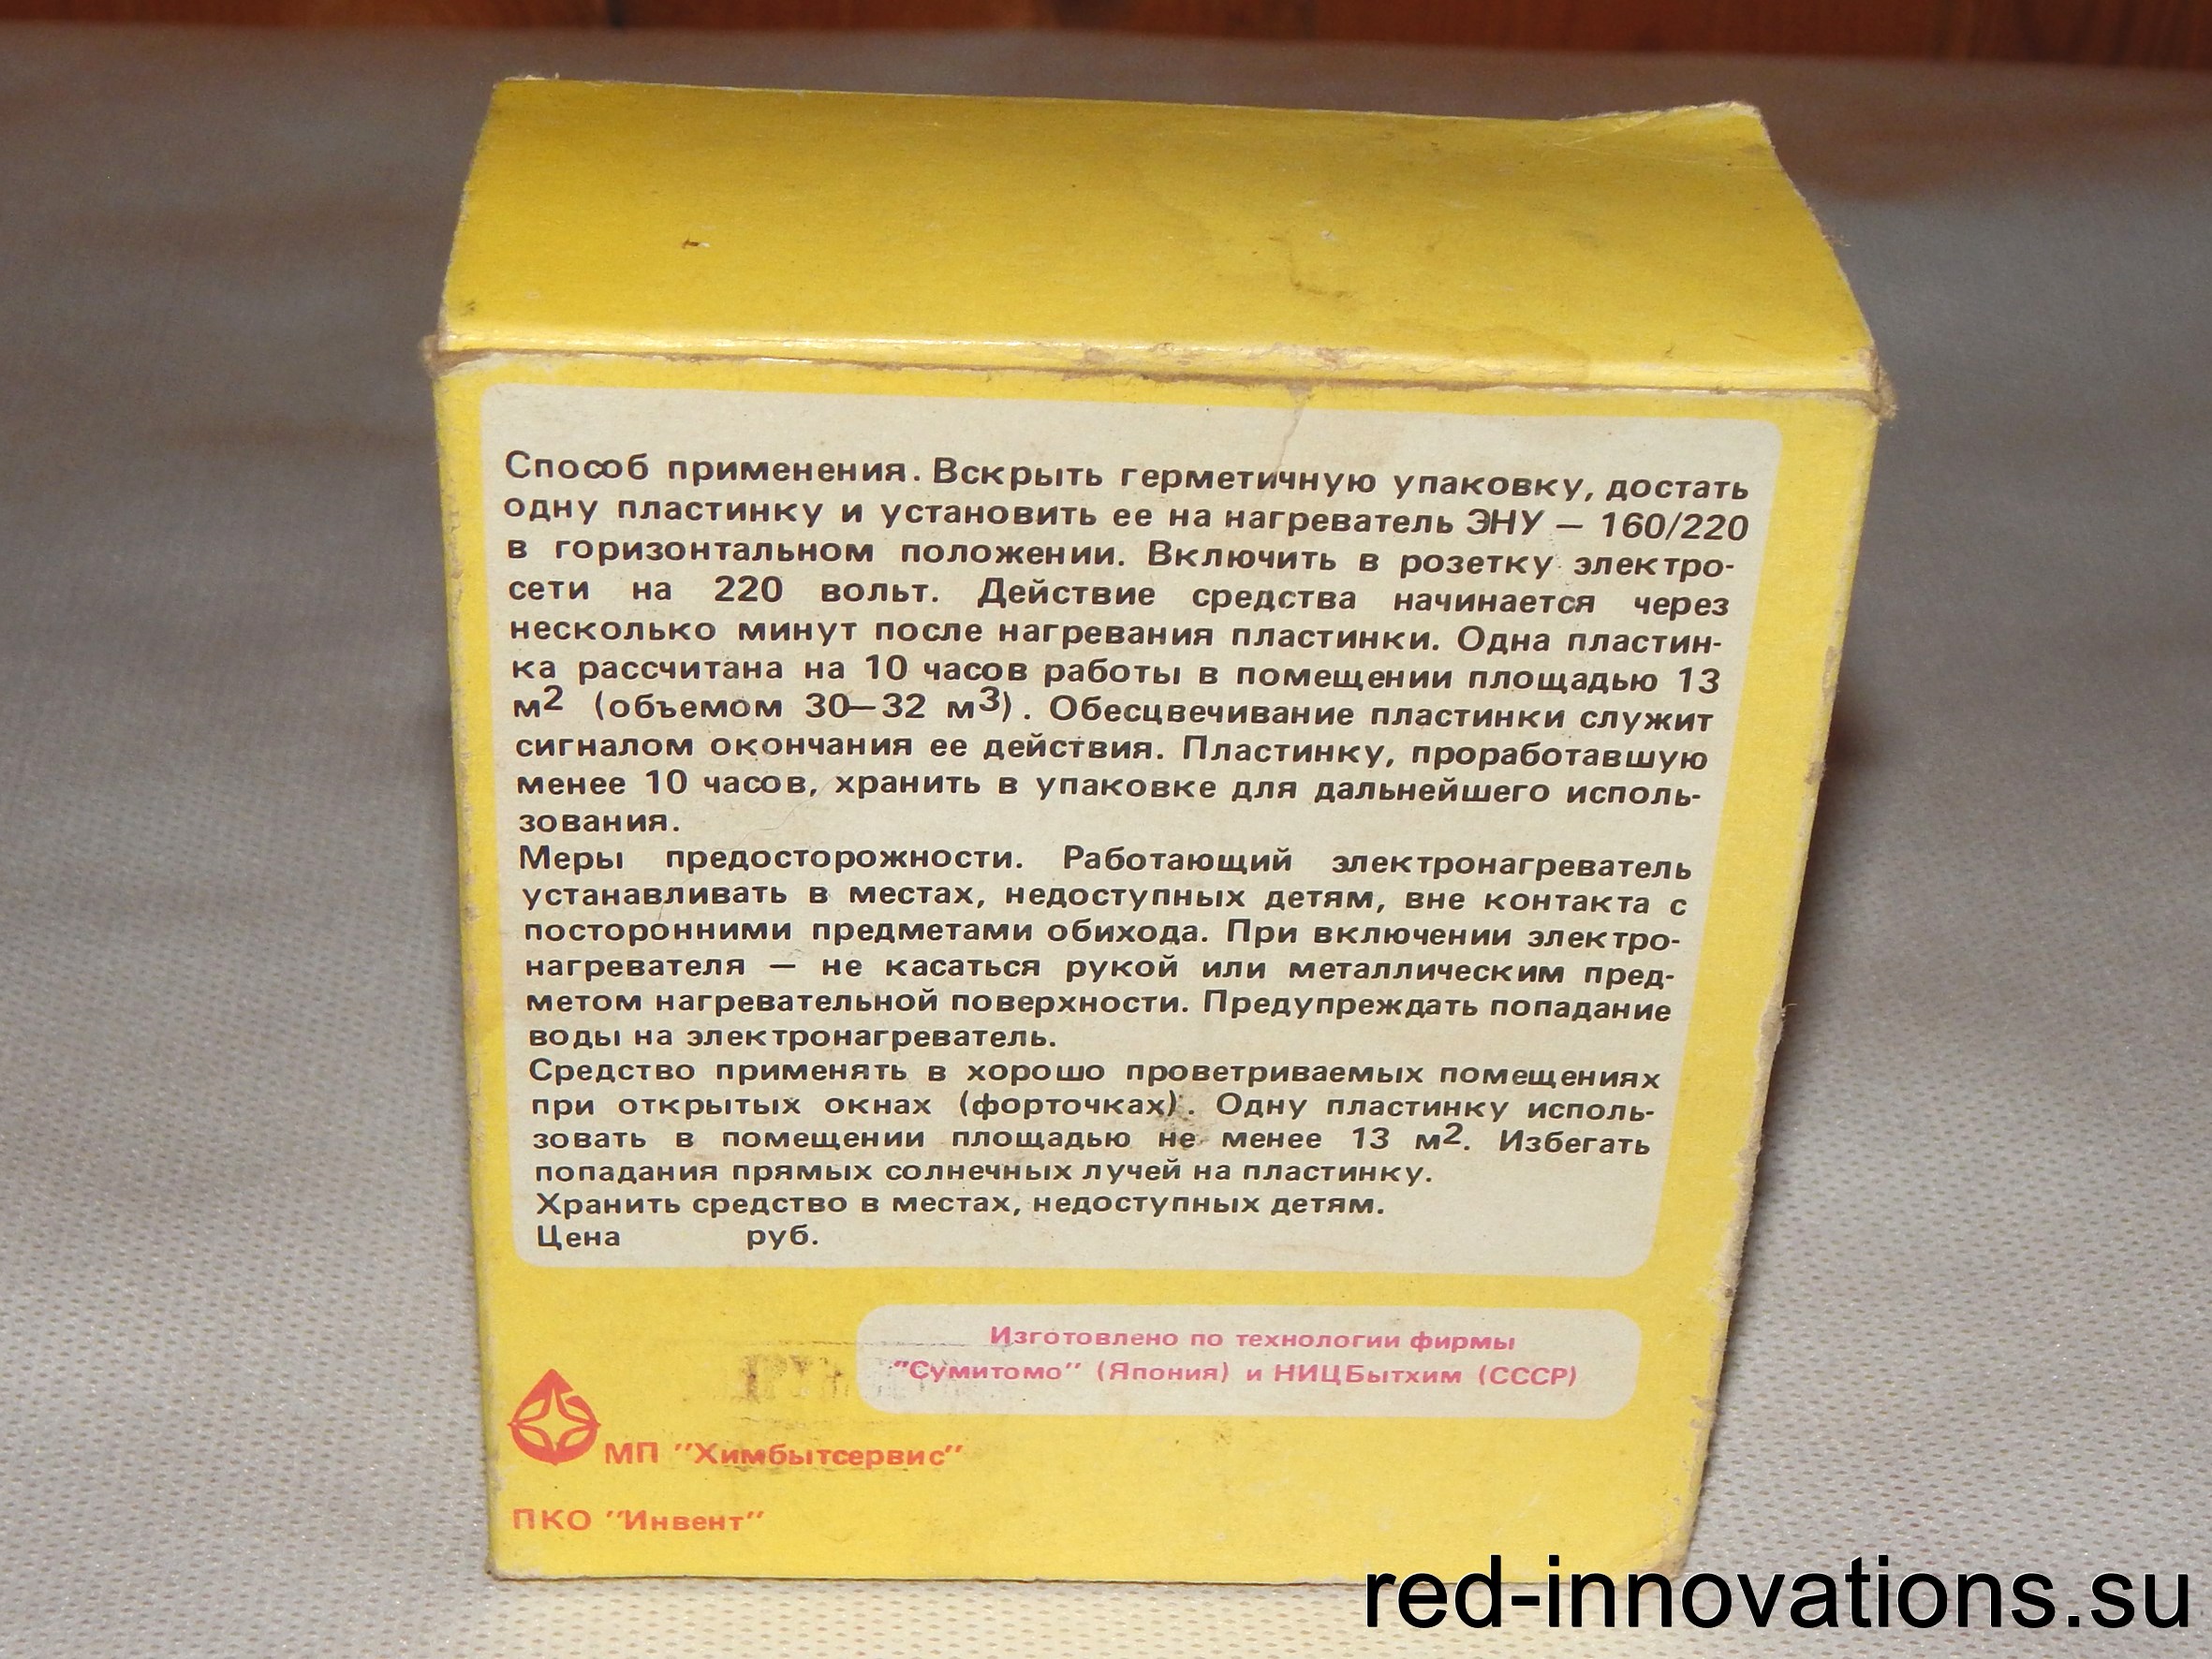 Способ применения. Вскрыть герметичную упаковку, достать
одну пластинку и установить ее на нагреватель ЭНУ — 160/220
в горизонтальном положении. Включить в розетку электро-
сети на 220 вольт. Действие средства начинается через
несколько минут после нагревания пластинки. Одна пластин-
ка рассчитана на 10 часов работы в помещении площадью 13
м2 (объемом 30—32 м3). Обесцвечивание пластинки служит
сигналом окончания ее действия. Пластинку, проработавшую
менее 10 часов, хранить в упаковке для дальнейшего исполь-
зования.
Меры предосторожности. Работающий электронагреватель
устанавливать в местах, недоступных детям, вне контакта с
посторонними предметами обихода. При включении электро-
нагревателя — не касаться рукой или металлическим пред-
метом нагревательной поверхности. Предупреждать попадание
воды на электронагреватель.
Средство применять в хорошо проветриваемых помещениях
при открытых окнах (форточках). Одну пластинку исполь-
зовать в помещении площадью не менее 13 м2. Избегать
попадания прямых солнечных лучей на пластинку.
Хранить средство в местах, недоступных детям.
Цена руб.
Изготовлено по технологии фирмы
"Сумитомо" (Япония) и НИЦБытхим (СССР)
МП "Химбытсервис"
ПКО "Инвент"
red-innovations.su